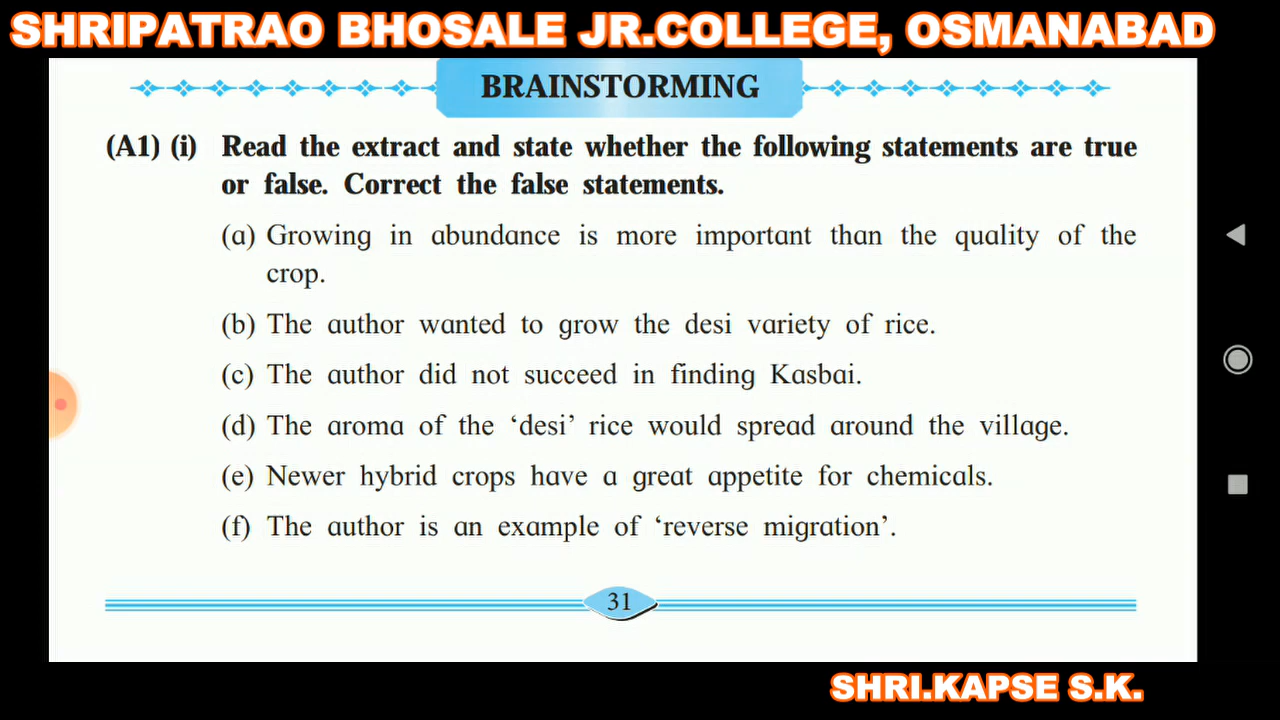 SHRIPATRAO BHOSALE JR.COLLEGE, OSMANABAD
BRAINSTORMING
(A1) (i) Read the extract and state whether the following statements are true
or false. Correct the false statements.
(a) Growing in abundance is more important than the quality of the
crop.
(b) The author wanted to grow the desi variety of rice.
(c) The author did not succeed in finding Kasbai.
(d) The aroma of the ‘desi’ rice would spread around the village.
(e) Newer hybrid crops have a great appetite for chemicals.
(f) The author is an example of ‘reverse migration’.
31
SHRI.KAPSE S.K.